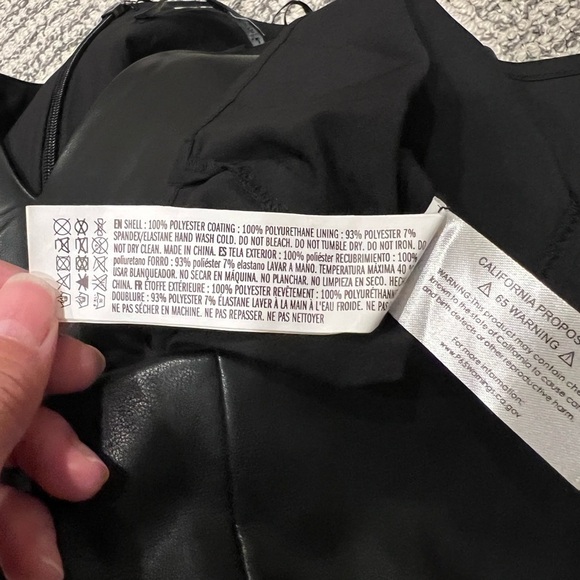 EN SHELL : 100% POLYESTER COATING : 100% POLYURETHANE LINING : 93% POLYESTER 7%
SPANDEX/ELASTANE HAND WASH COLD. DO NOT BLEACH. DO NOT TUMBLE DRY. DO NOT IRON. DO
NOT DRY CLEAN. MADE IN CHINA. ES TELA EXTERIOR : 100% POLIÉSTER RECUBRIMIENTO : 100%
poliuretano FORRO : 93% poliéster 7% elastano LAVAR A MANO. TEMPERATURA MÁXIMA 40
USAR BLANQUEADOR. NO SECAR EN MAQUINA, NO PLANCHAR. NO LIMPIEZA EN SECO.
CHINA. FR ÉTOFFE EXTÉRIEURE : 100% POLYESTER REVÊTEMENT : 100% POLYURÉTHAN
DOUBLURE : 93% POLYESTER 7% ÉLASTANE LAVER À LA MAIN À L'EAU FROIDE. NE PAS
NE PAS SÉCHER EN MACHINE. NE PAS REPASSER. NE PAS NETTOYER
CALIFORNIA PROPOS
65 WARNING
WARNING: This product may contain che
known to the State of California to cause can
and birth defects or other reproductive harm.
For more information:
www.P65Warnings.ca.gov